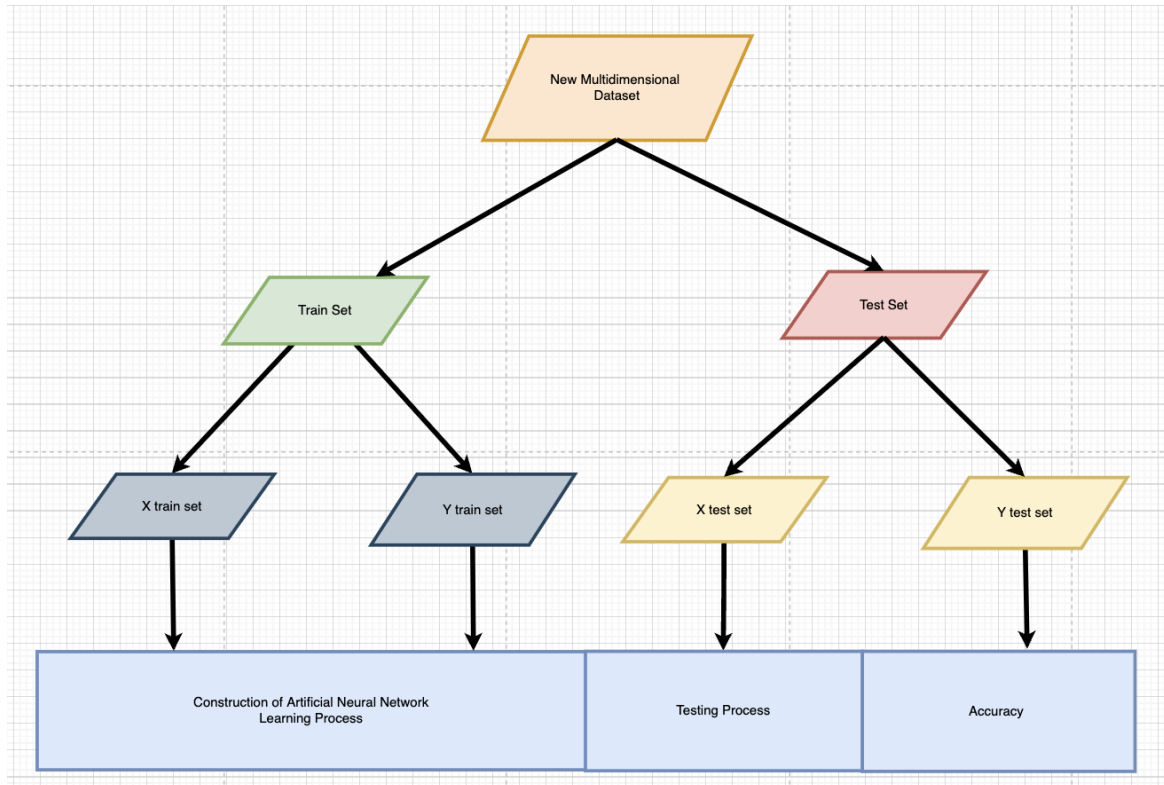 New Multidimensional
Dataset
Train Set
Test Set
X train set
Y train set
X test set
Y test set
Construction of Artificial Neural Network
Learning Process
Testing Process
Accuracy